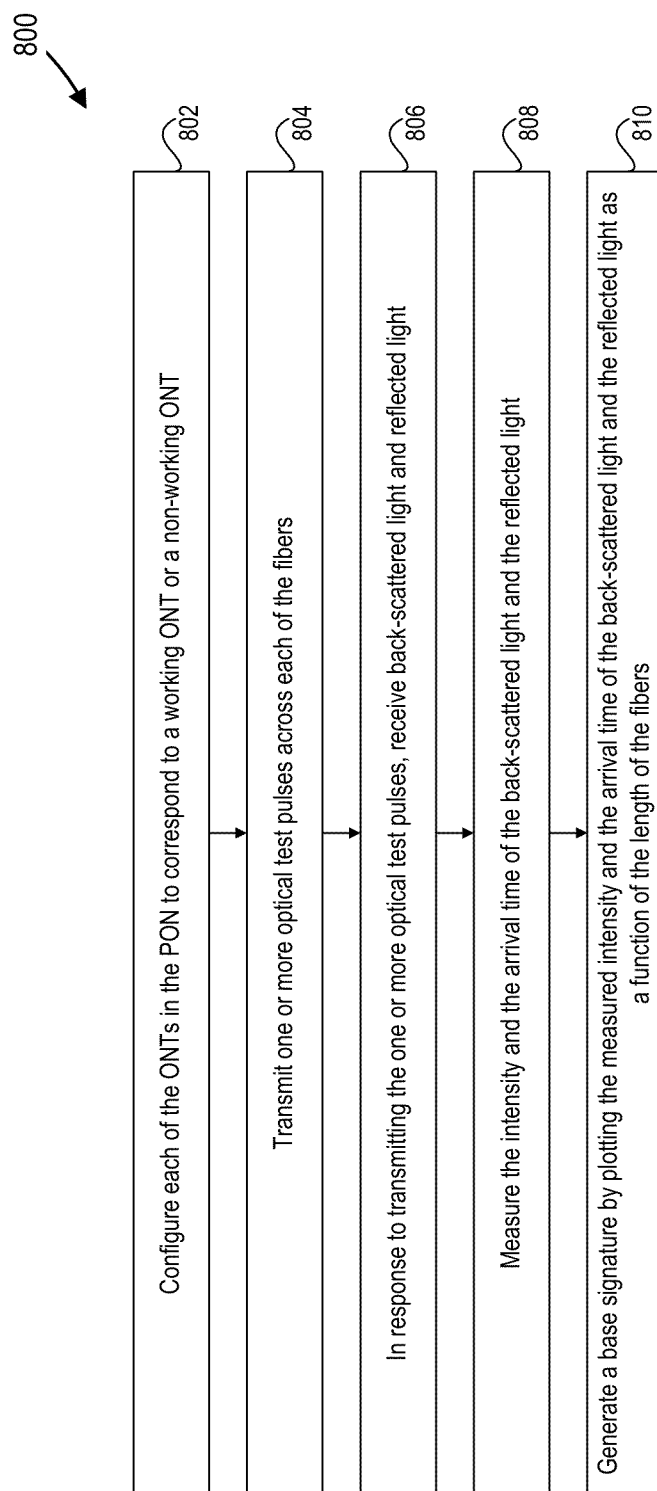 800
802
Configure each of the ONTs in the PON to correspond to a working ONT or a non-working ONT
804
Transmit one or more optical test pulses across each of the fibers
806
In response to transmitting the one or more optical test pulses, receive back-scattered light and reflected light
808
Measure the intensity and the arrival time of the back-scattered light and the reflected light
810
Generate a base signature by plotting the measured intensity and the arrival time of the back-scattered light and the reflected light as
a function of the length of the fibers